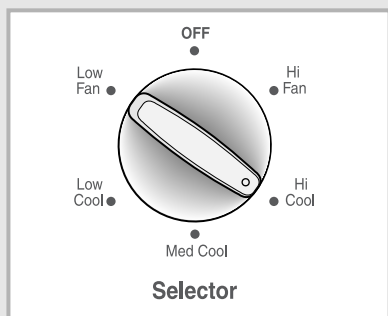 OFF
Low
Fan
Hi
Fan
Low
Cool
Hi
Cool
Med Cool
Selector